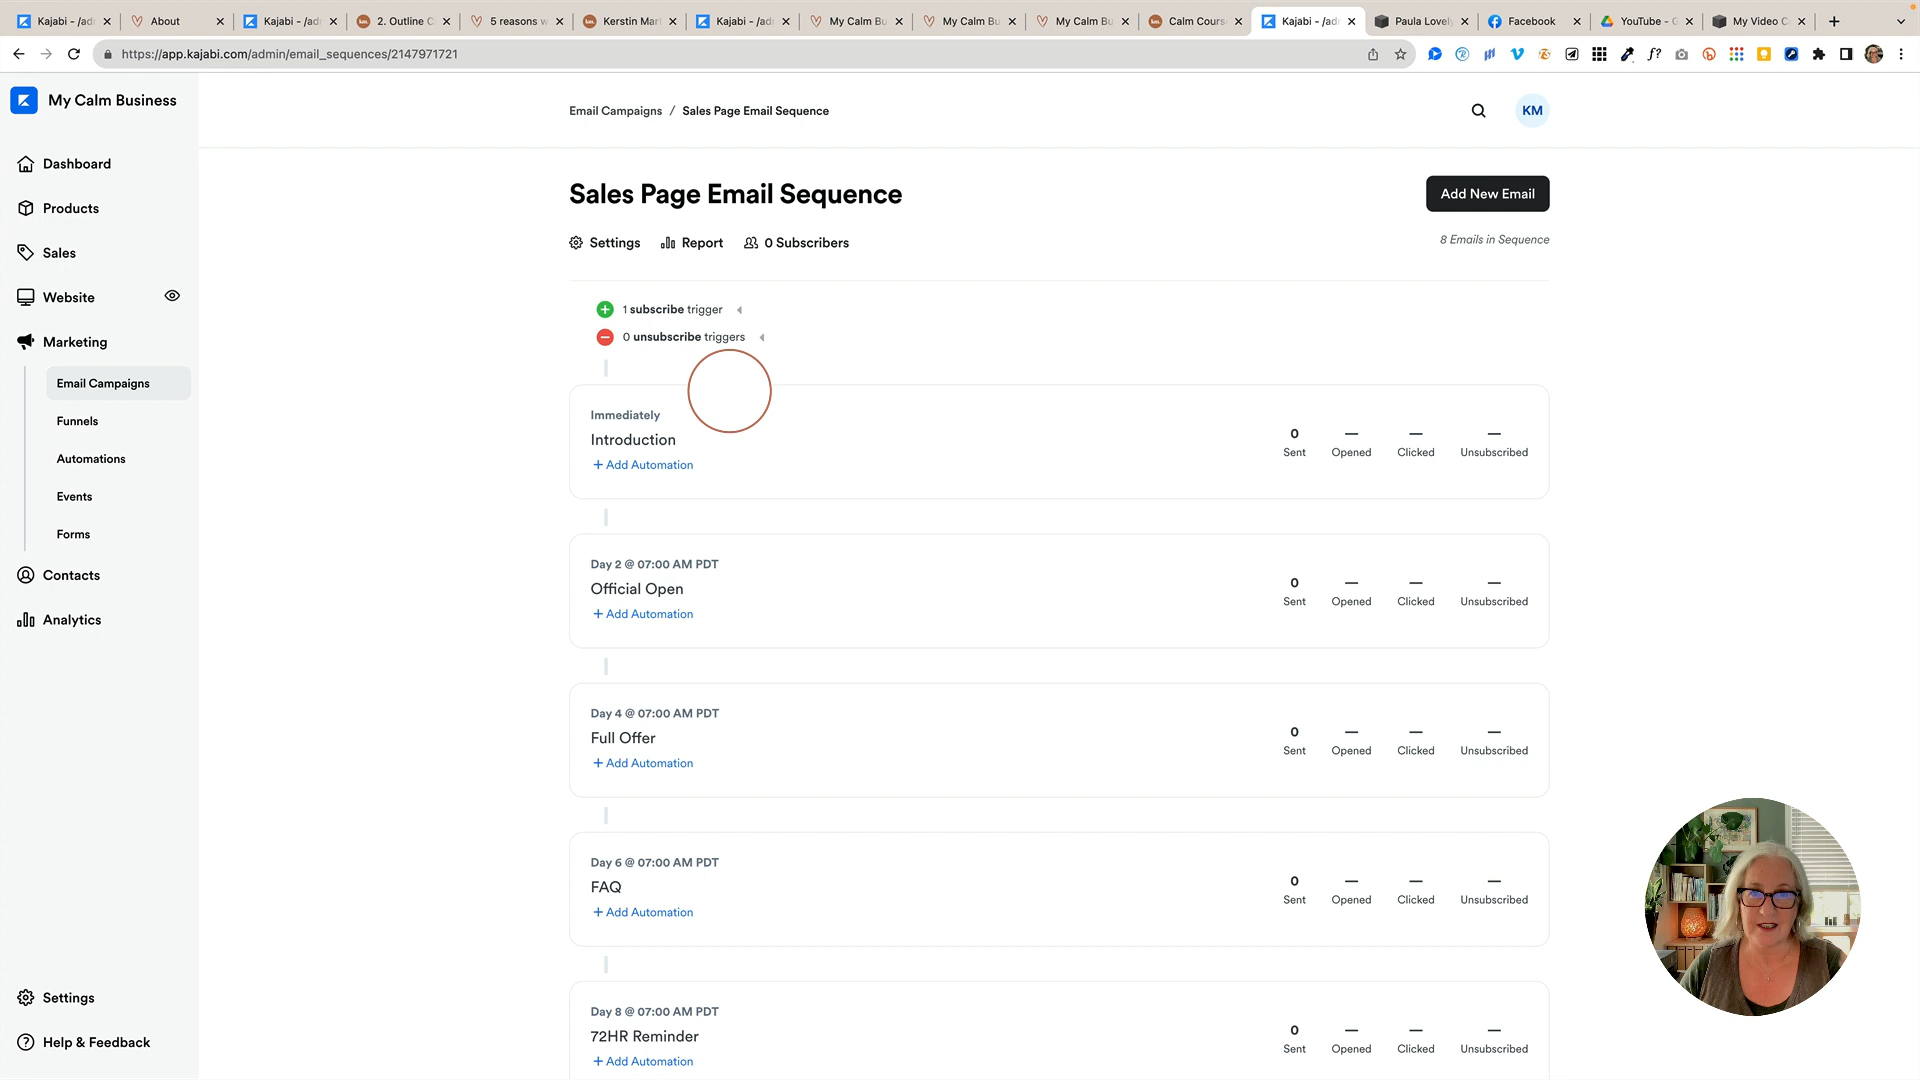 Kajabi - /adm
About
Kajabi - /adm
2. Outline C
5 reasons w
Kerstin Mart
Kajabi - /adm
My Calm Bu
My Calm Bu
My Calm Bu
Calm Course
Kajabi - /adm
Paula Lovely
Facebook
YouTube - G
My Video C
https://app.kajabi.com/admin/email_sequences/2147971721
My Calm Business
Email Campaigns / Sales Page Email Sequence
KM
Dashboard
Products
Sales
Website
Marketing
Email Campaigns
Funnels
Automations
Events
Forms
Contacts
Analytics
Settings
Help & Feedback
Sales Page Email Sequence
Add New Email
Settings Report 0 Subscribers
8 Emails in Sequence
1 subscribe trigger
0 unsubscribe triggers
Immediately
Introduction
+ Add Automation
0 — — —
Sent Opened Clicked Unsubscribed
Day 2 @ 07:00 AM PDT
Official Open
+ Add Automation
0 — — —
Sent Opened Clicked Unsubscribed
Day 4 @ 07:00 AM PDT
Full Offer
+ Add Automation
0 — — —
Sent Opened Clicked Unsubscribed
Day 6 @ 07:00 AM PDT
FAQ
+ Add Automation
0 — — —
Sent Opened Clicked Unsubscribed
Day 8 @ 07:00 AM PDT
72HR Reminder
+ Add Automation
0 — — —
Sent Opened Clicked Unsubscribed